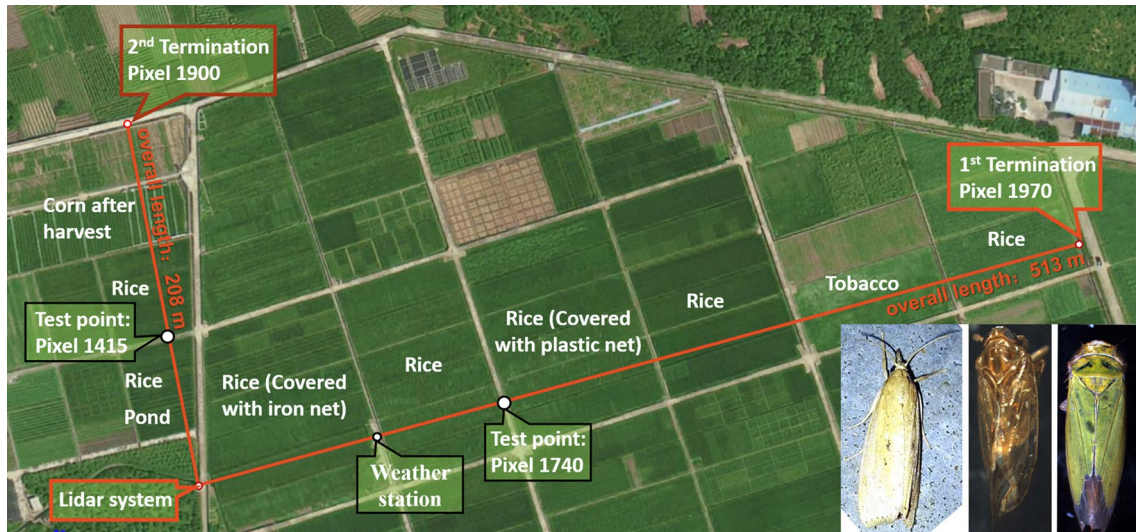 2nd Termination
Pixel 1900
overall length： 208 m
Corn after
harvest
Rice
Test point:
Pixel 1415
Rice
Pond
Lidar system
Rice (Covered
with iron net)
Rice
Weather
station
Rice (Covered
with plastic net)
Test point:
Pixel 1740
Rice
Tobacco
Rice
overall length： 513 m
1st Termination
Pixel 1970